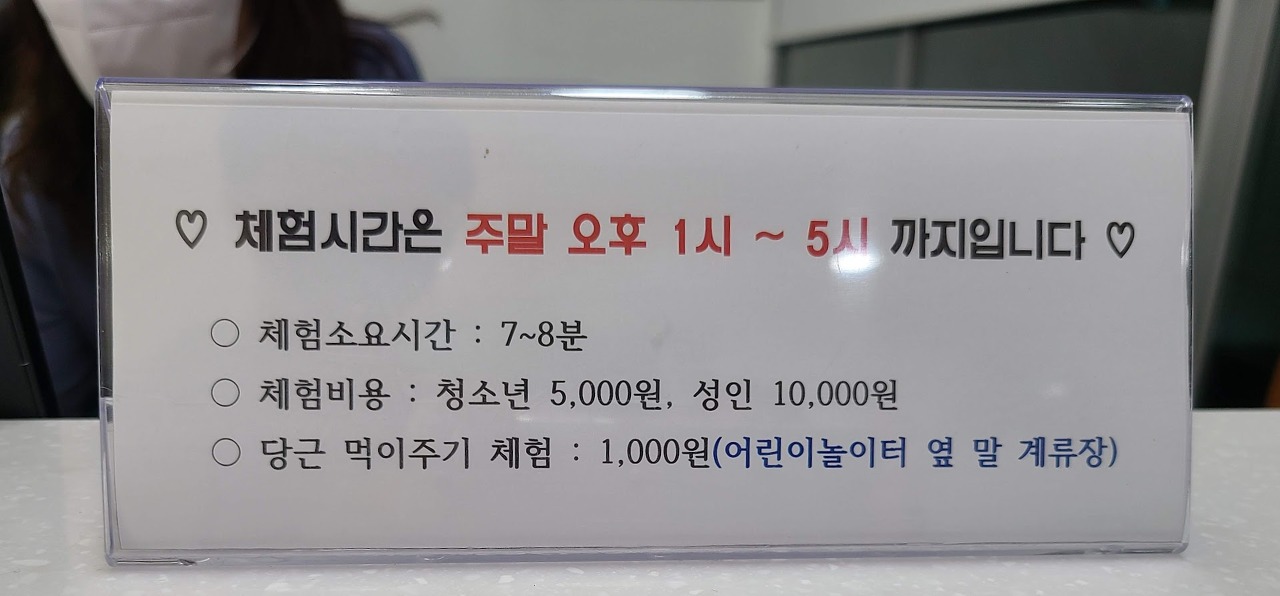 ♡ 체험시간은 주말 오후 1시 ~ 5시 까지입니다 ♡
○ 체험소요시간 : 7~8분
○ 체험비용 : 청소년 5,000원, 성인 10,000원
○ 당근 먹이주기 체험 : 1,000원(어린이놀이터 옆 말 계류장)